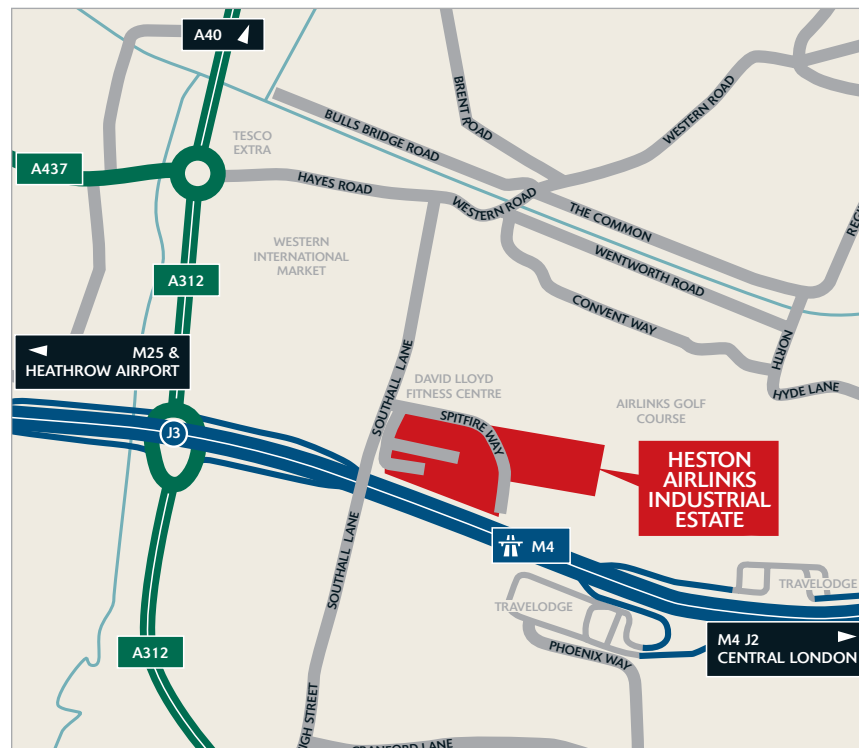 A40
BRENT ROAD
WESTERN ROAD
BULLS BRIDGE ROAD
TESCO
EXTRA
A437
HAYES ROAD
WESTERN ROAD
THE COMMON
WESTERN
INTERNATIONAL
MARKET
WENTWORTH ROAD
A312
CONVENT WAY
NORTH
M25 &
HEATHROW AIRPORT
SOUTHALL LANE
DAVID LLOYD
FITNESS CENTRE
HYDE LANE
AIRLINKS GOLF
COURSE
SPITFIRE WAY
J3
HESTON
AIRLINKS
INDUSTRIAL
ESTATE
M4
SOUTHALL LANE
TRAVELODGE
TRAVELODGE
M4 J2
CENTRAL LONDON
A312
PHOENIX WAY